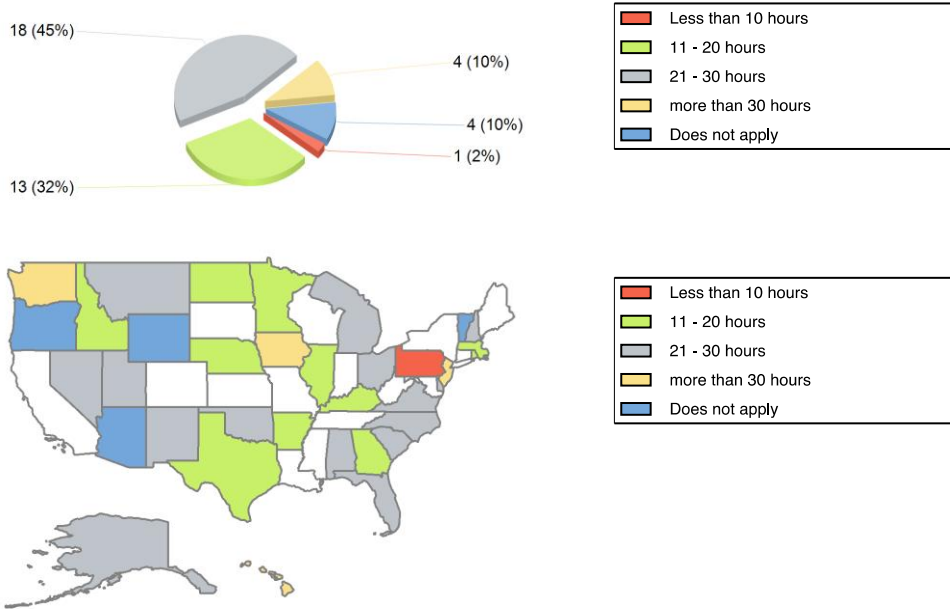 18 (45%)
4 (10%)
4 (10%)
1 (2%)
13 (32%)
Less than 10 hours
11 - 20 hours
21 - 30 hours
more than 30 hours
Does not apply
Less than 10 hours
11 - 20 hours
21 - 30 hours
more than 30 hours
Does not apply